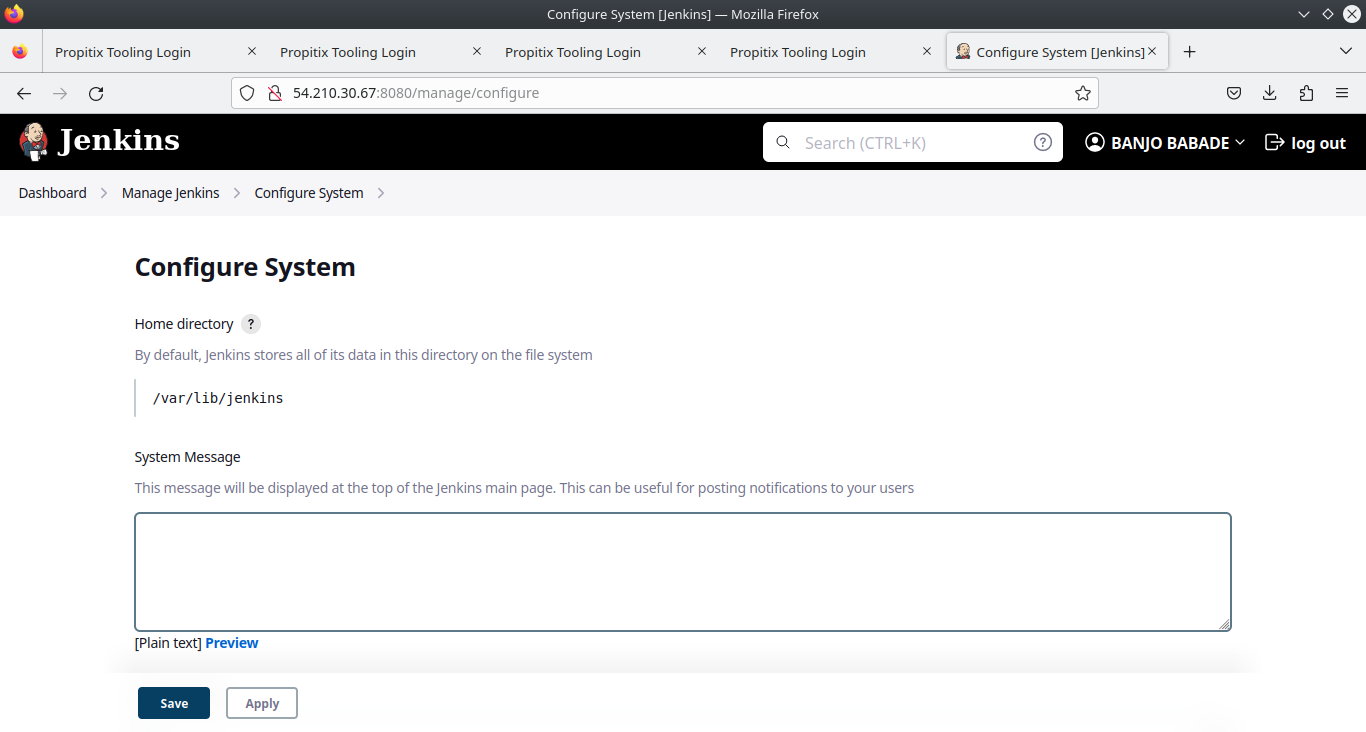 Configure System [Jenkins] — Mozilla Firefox
Propitix Tooling Login
Propitix Tooling Login
Propitix Tooling Login
Propitix Tooling Login
Configure System [Jenkins]
54.210.30.67:8080/manage/configure
Jenkins
Search (CTRL+K)
?
BANJO BABADE
log out
Dashboard
Manage Jenkins
Configure System
Configure System
Home directory ?
By default, Jenkins stores all of its data in this directory on the file system
/var/lib/jenkins
System Message
This message will be displayed at the top of the Jenkins main page. This can be useful for posting notifications to your users
[Plain text] Preview
Save
Apply